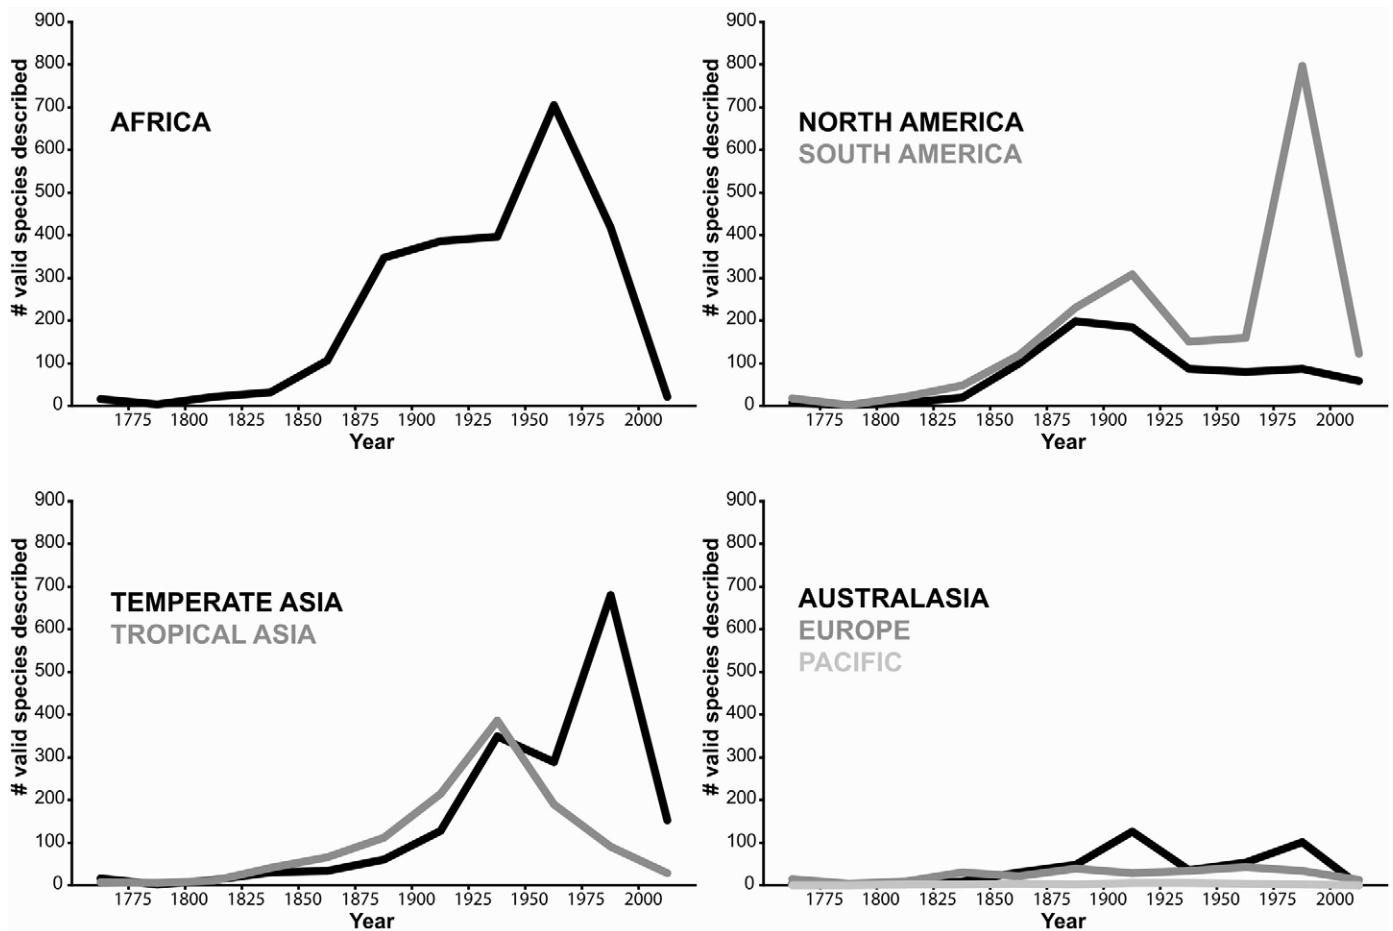 # valid species described
900
800
700
600
500
400
300
200
100
0
AFRICA
1775 1800 1825 1850 1875 1900 1925 1950 1975 2000
Year
# valid species described
900
800
700
600
500
400
300
200
100
0
NORTH AMERICA
SOUTH AMERICA
1775 1800 1825 1850 1875 1900 1925 1950 1975 2000
Year
# valid species described
900
800
700
600
500
400
300
200
100
0
TEMPERATE ASIA
TROPICAL ASIA
1775 1800 1825 1850 1875 1900 1925 1950 1975 2000
Year
# valid species described
900
800
700
600
500
400
300
200
100
0
AUSTRALASIA
EUROPE
PACIFIC
1775 1800 1825 1850 1875 1900 1925 1950 1975 2000
Year